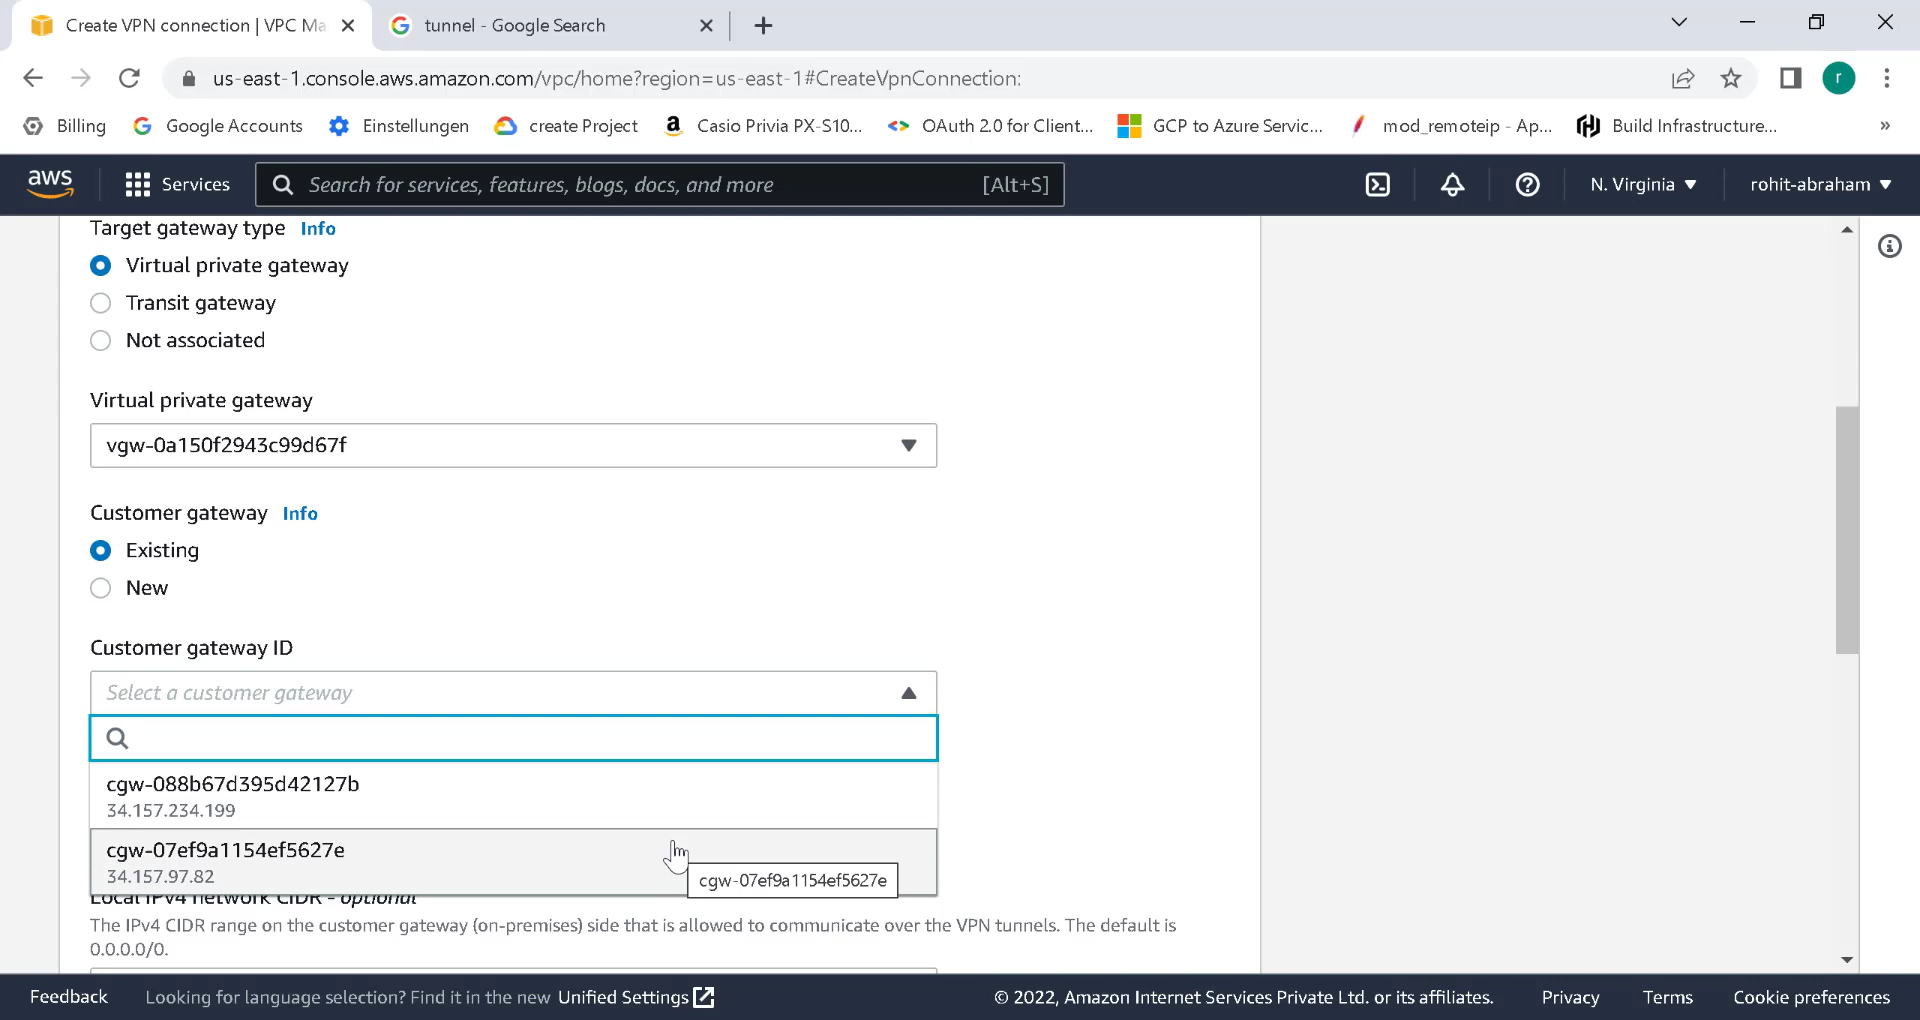 Create VPN connection | VPC Ma
tunnel - Google Search
us-east-1.console.aws.amazon.com/vpc/home?region=us-east-1#CreateVpnConnection:
r
Billing
Google Accounts
Einstellungen
create Project
Casio Privia PX-S10...
OAuth 2.0 for Client...
GCP to Azure Servic...
mod_remoteip - Ap...
Build Infrastructure...
aws
Services
Search for services, features, blogs, docs, and more
[Alt+S]
N. Virginia
rohit-abraham
Target gateway type Info
Virtual private gateway
Transit gateway
Not associated
Virtual private gateway
vgw-0a150f2943c99d67f
Customer gateway Info
Existing
New
Customer gateway ID
Select a customer gateway
cgw-088b67d395d42127b
34.157.234.199
cgw-07ef9a1154ef5627e
34.157.97.82
cgw-07ef9a1154ef5627e
Local IPv4 network CIDR - optional
The IPv4 CIDR range on the customer gateway (on-premises) side that is allowed to communicate over the VPN tunnels. The default is
0.0.0.0/0.
Feedback
Looking for language selection? Find it in the new Unified Settings
© 2022, Amazon Internet Services Private Ltd. or its affiliates.
Privacy
Terms
Cookie preferences